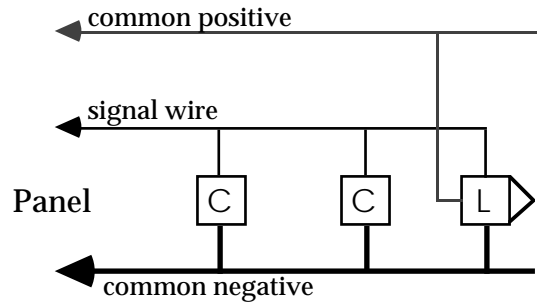 common positive
signal wire
Panel
C
C
L
common negative